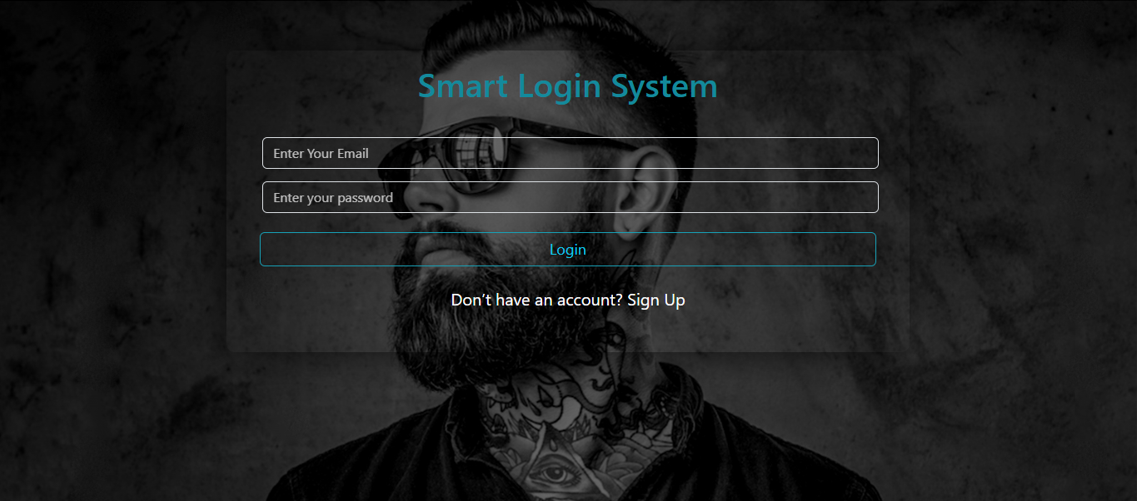 Smart Login System
Enter Your Email
Enter your password
Login
Don’t have an account? Sign Up